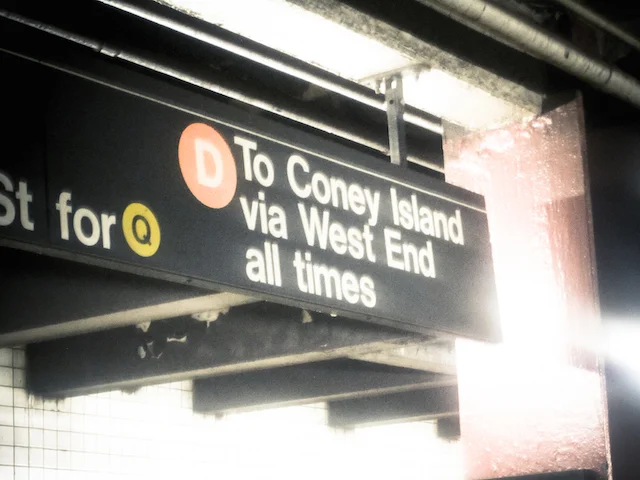 St for Q
D To Coney Island
via West End
all times